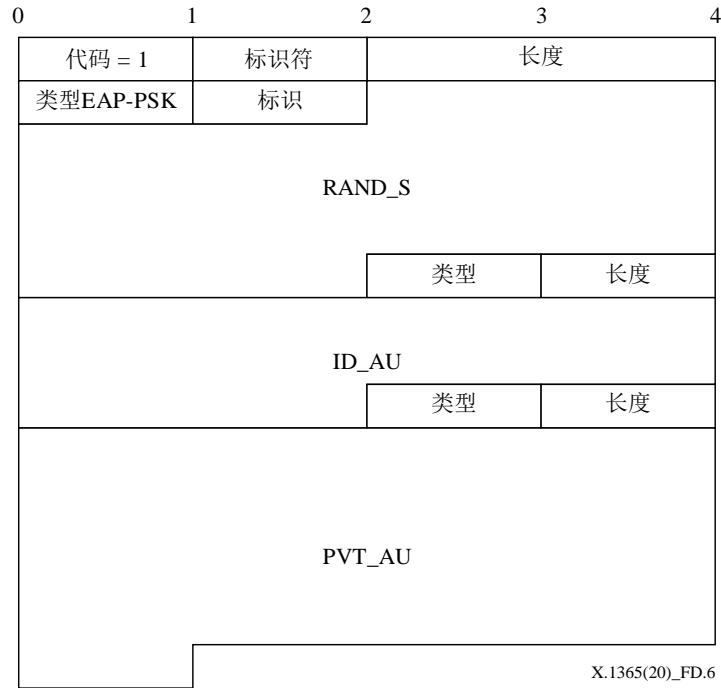 0 1 2 3 4
代码 = 1 标识符 长度
类型EAP-PSK 标识
RAND_S
类型 长度
ID_AU
类型 长度
PVT_AU
X.1365(20)_FD.6